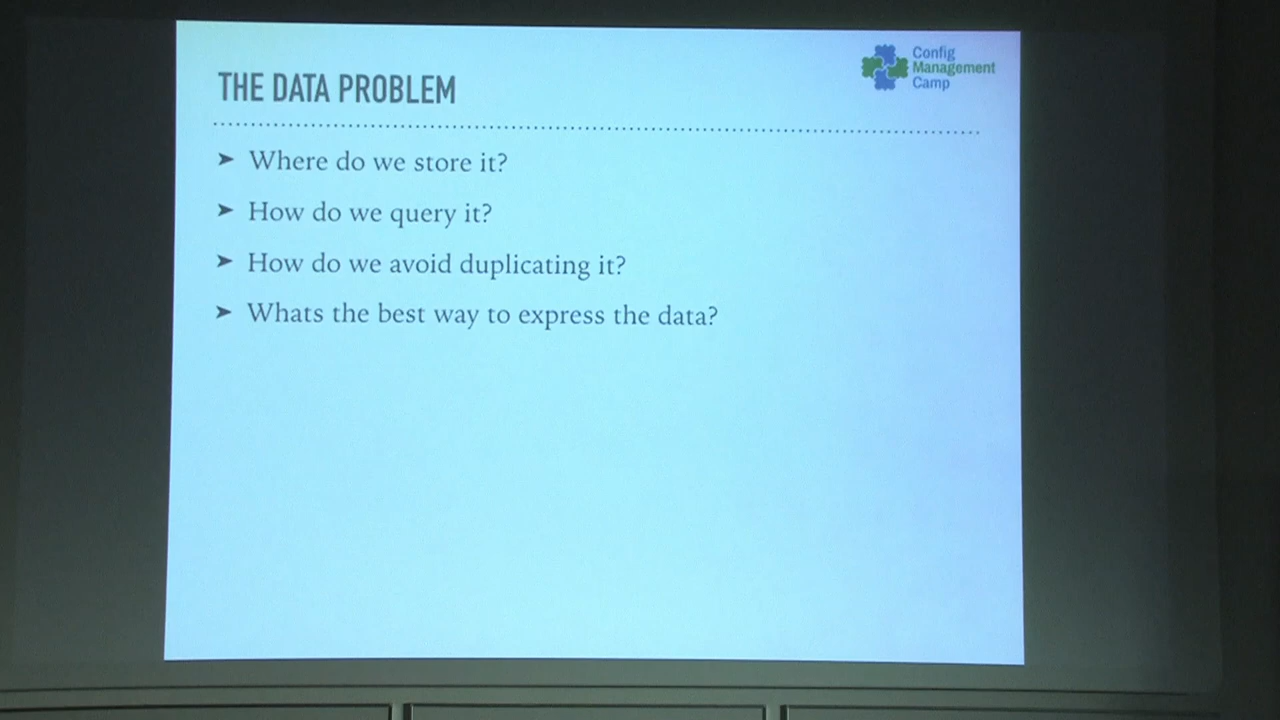 THE DATA PROBLEM
Config
Management
Camp
➤ Where do we store it?
➤ How do we query it?
➤ How do we avoid duplicating it?
➤ Whats the best way to express the data?